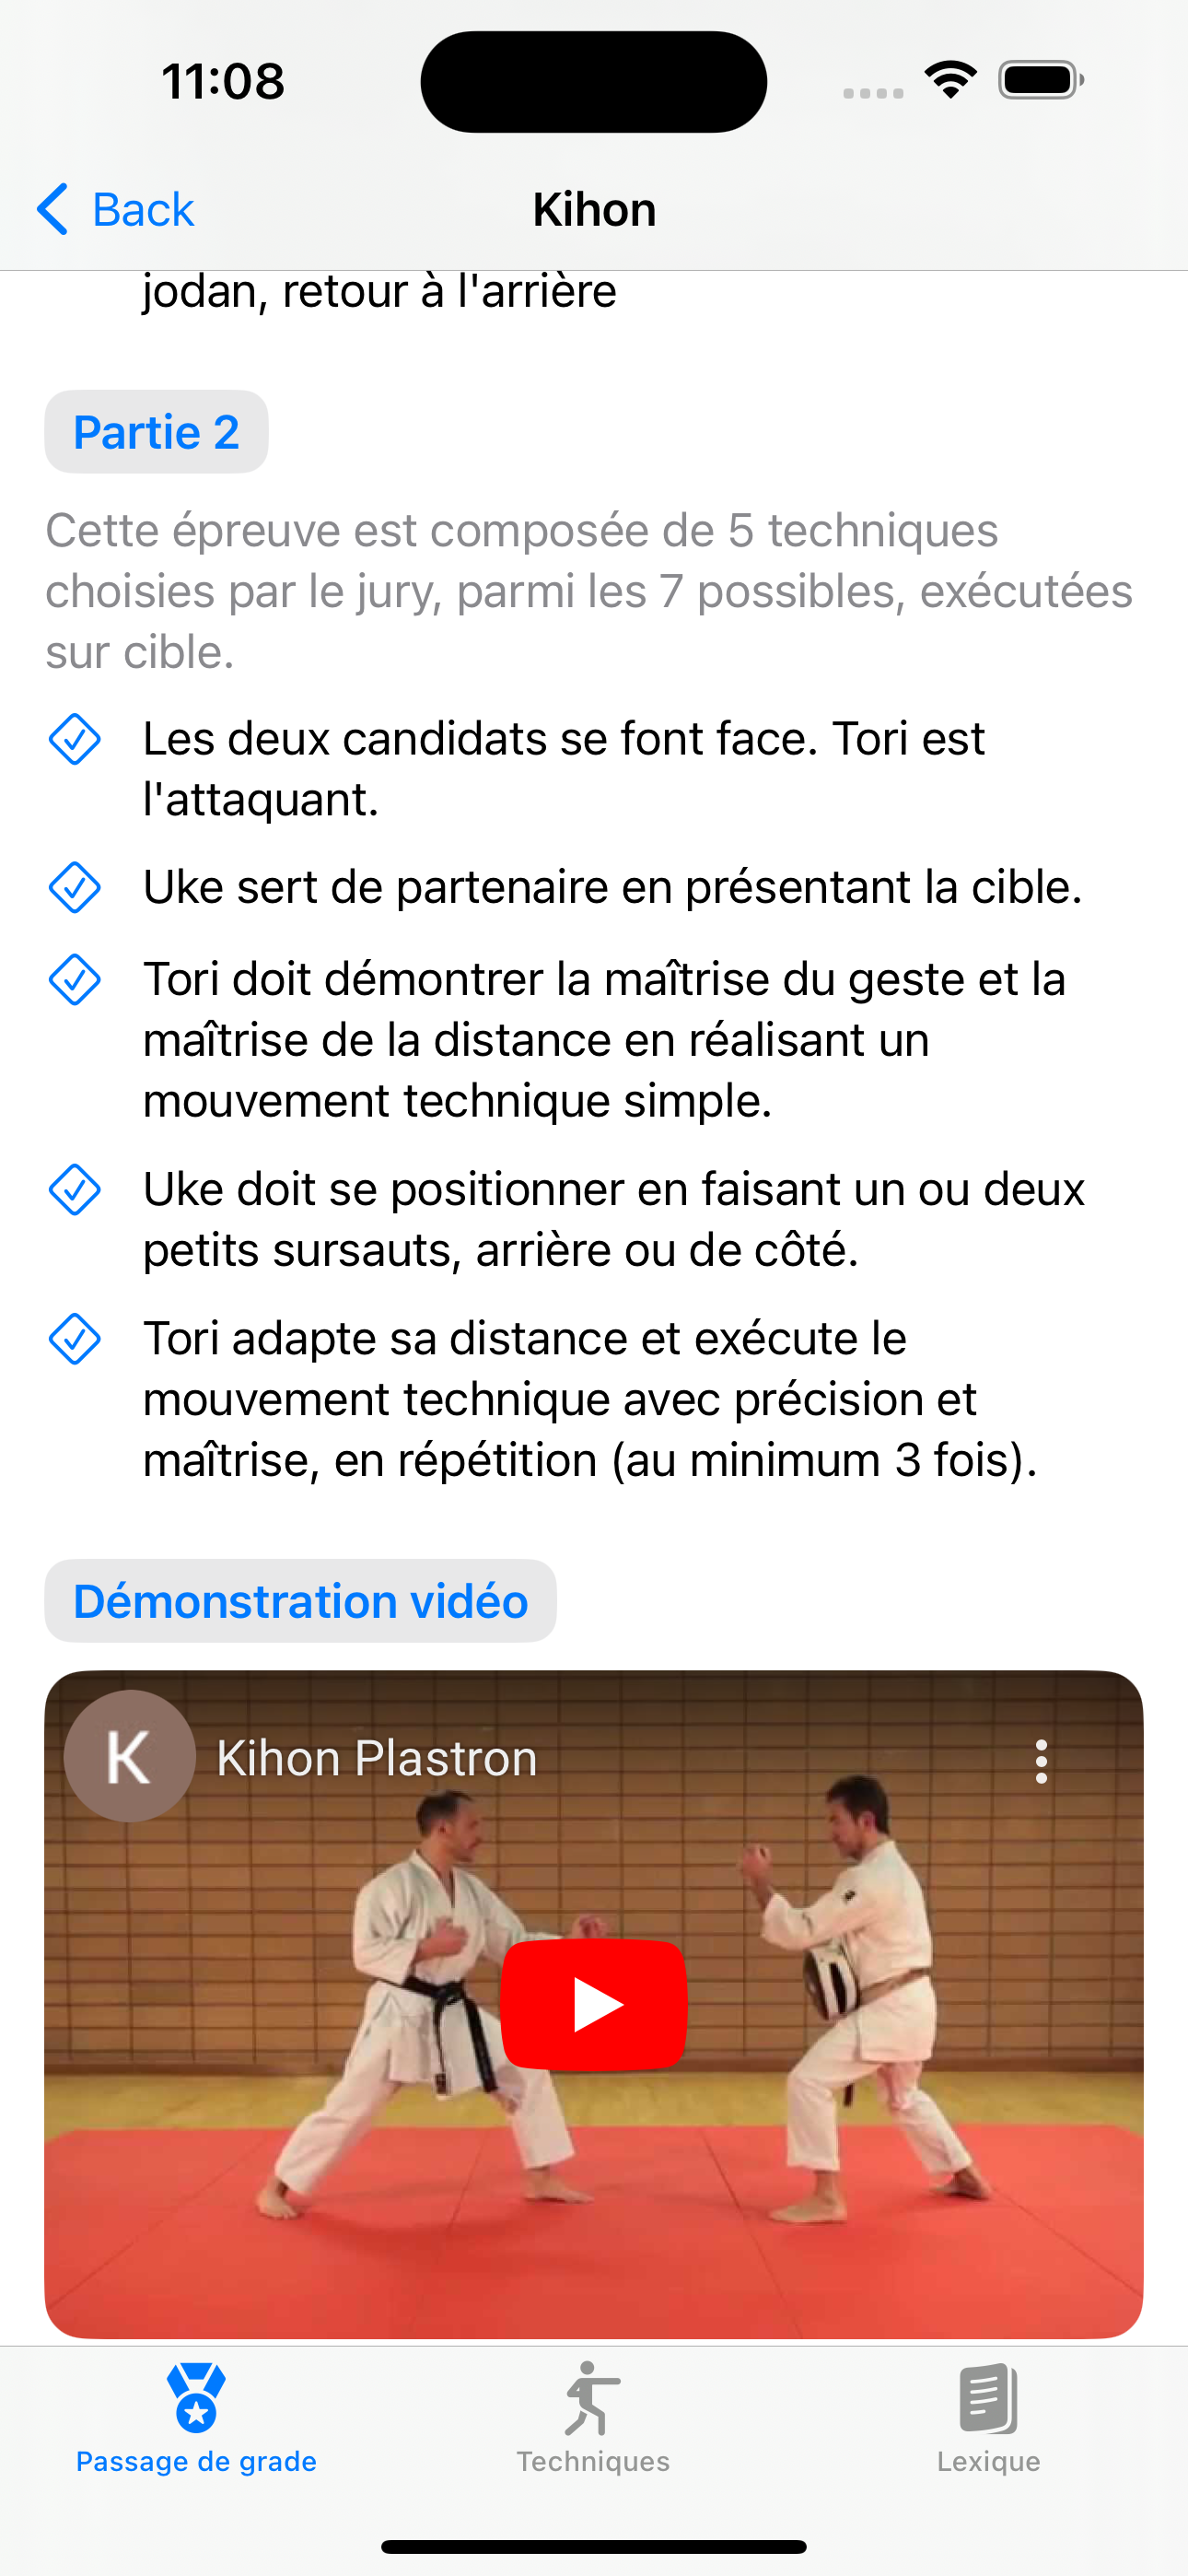 11:08
Back
Kihon
jodan, retour à l'arrière
Partie 2
Cette épreuve est composée de 5 techniques
choisies par le jury, parmi les 7 possibles, exécutées
sur cible.
Les deux candidats se font face. Tori est
l'attaquant.
Uke sert de partenaire en présentant la cible.
Tori doit démontrer la maîtrise du geste et la
maîtrise de la distance en réalisant un
mouvement technique simple.
Uke doit se positionner en faisant un ou deux
petits sursauts, arrière ou de côté.
Tori adapte sa distance et exécute le
mouvement technique avec précision et
maîtrise, en répétition (au minimum 3 fois).
Démonstration vidéo
K
Kihon Plastron
Passage de grade
Techniques
Lexique